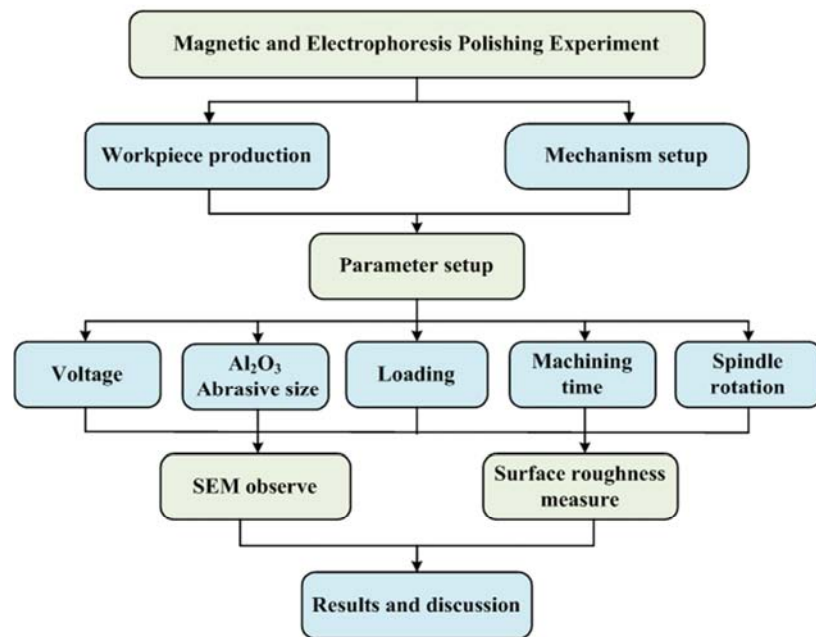 Magnetic and Electrophoresis Polishing Experiment
Workpiece production
Mechanism setup
Parameter setup
Voltage
Al₂O₃
Abrasive size
Loading
Machining
time
Spindle
rotation
SEM observe
Surface roughness
measure
Results and discussion